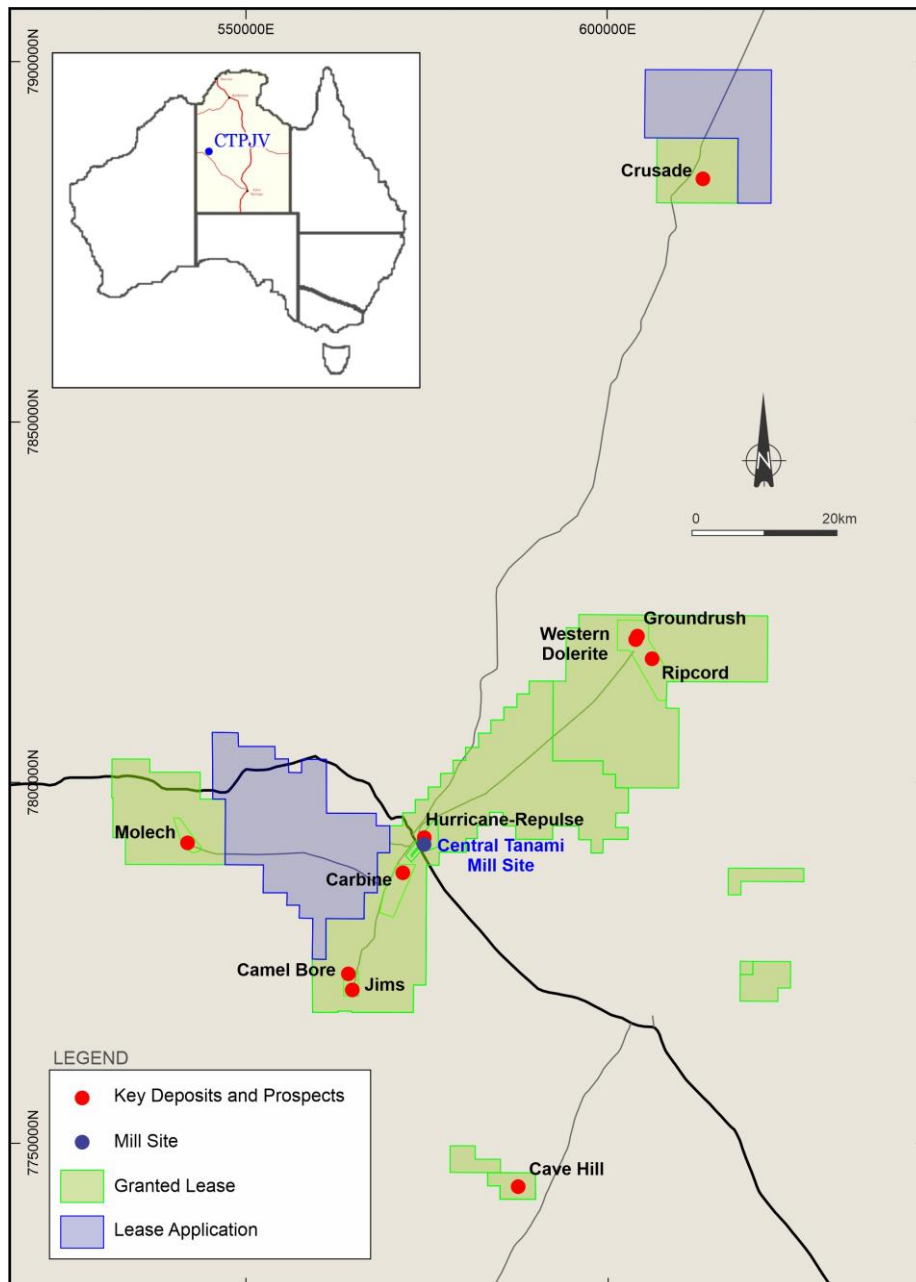 550000E
600000E
7900000N
CTPJV
Crusade
7850000N
N
0
20km
Groundrush
Western
Dolerite
Ripcord
7800000N
Hurricane-Repulse
Molech
Central Tanami
Mill Site
Carbine
Camel Bore
Jims
LEGEND
Key Deposits and Prospects
7750000N
Mill Site
Cave Hill
Granted Lease
Lease Application